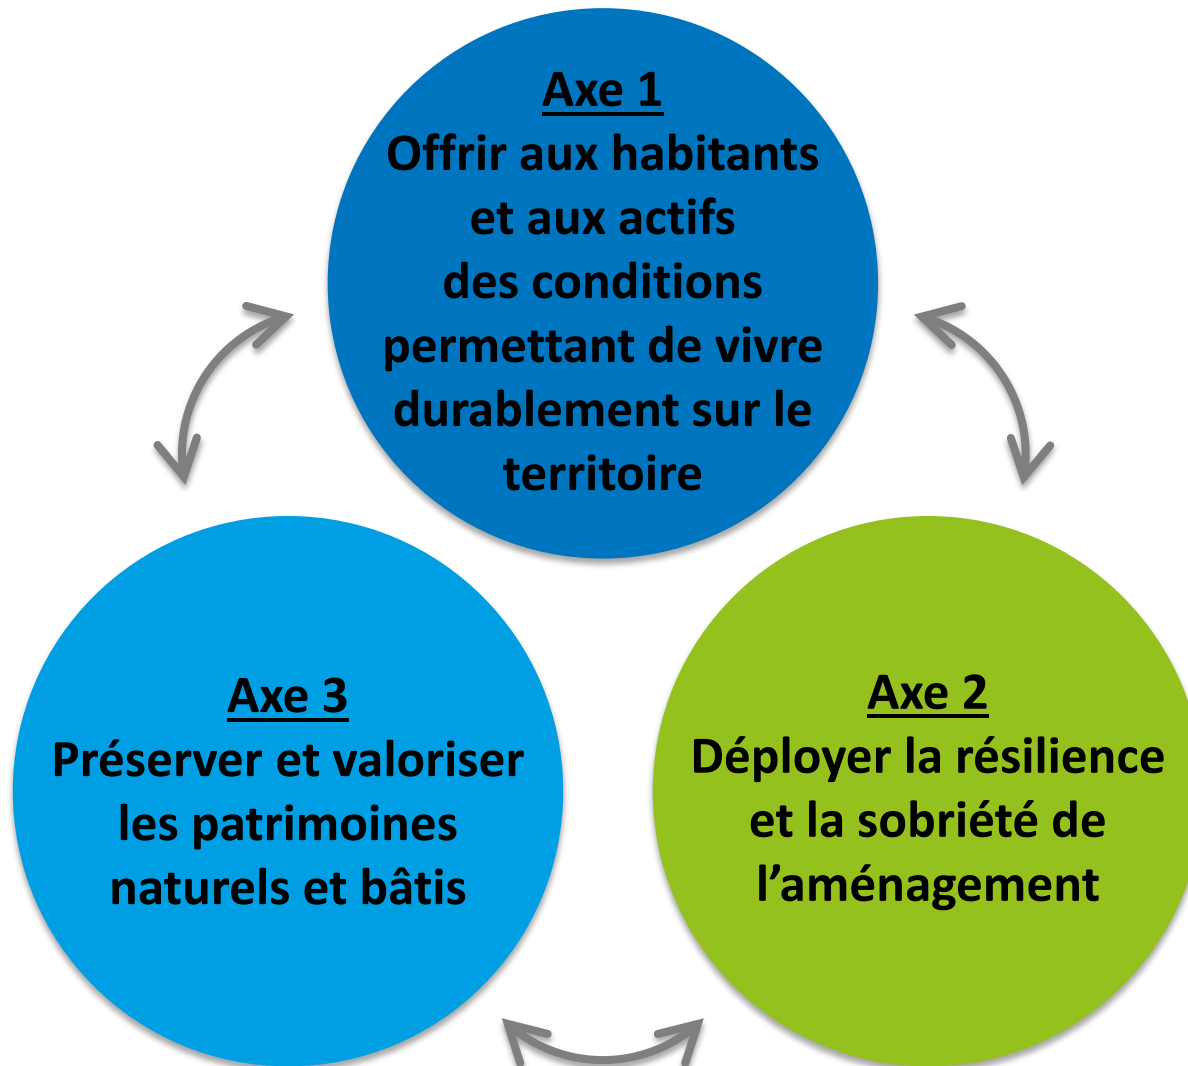 Axe 1
Offrir aux habitants
et aux actifs
des conditions
permettant de vivre
durablement sur le
territoire
Axe 3
Préserver et valoriser
les patrimoines
naturels et bâtis
Axe 2
Déployer la résilience
et la sobriété de
l’aménagement